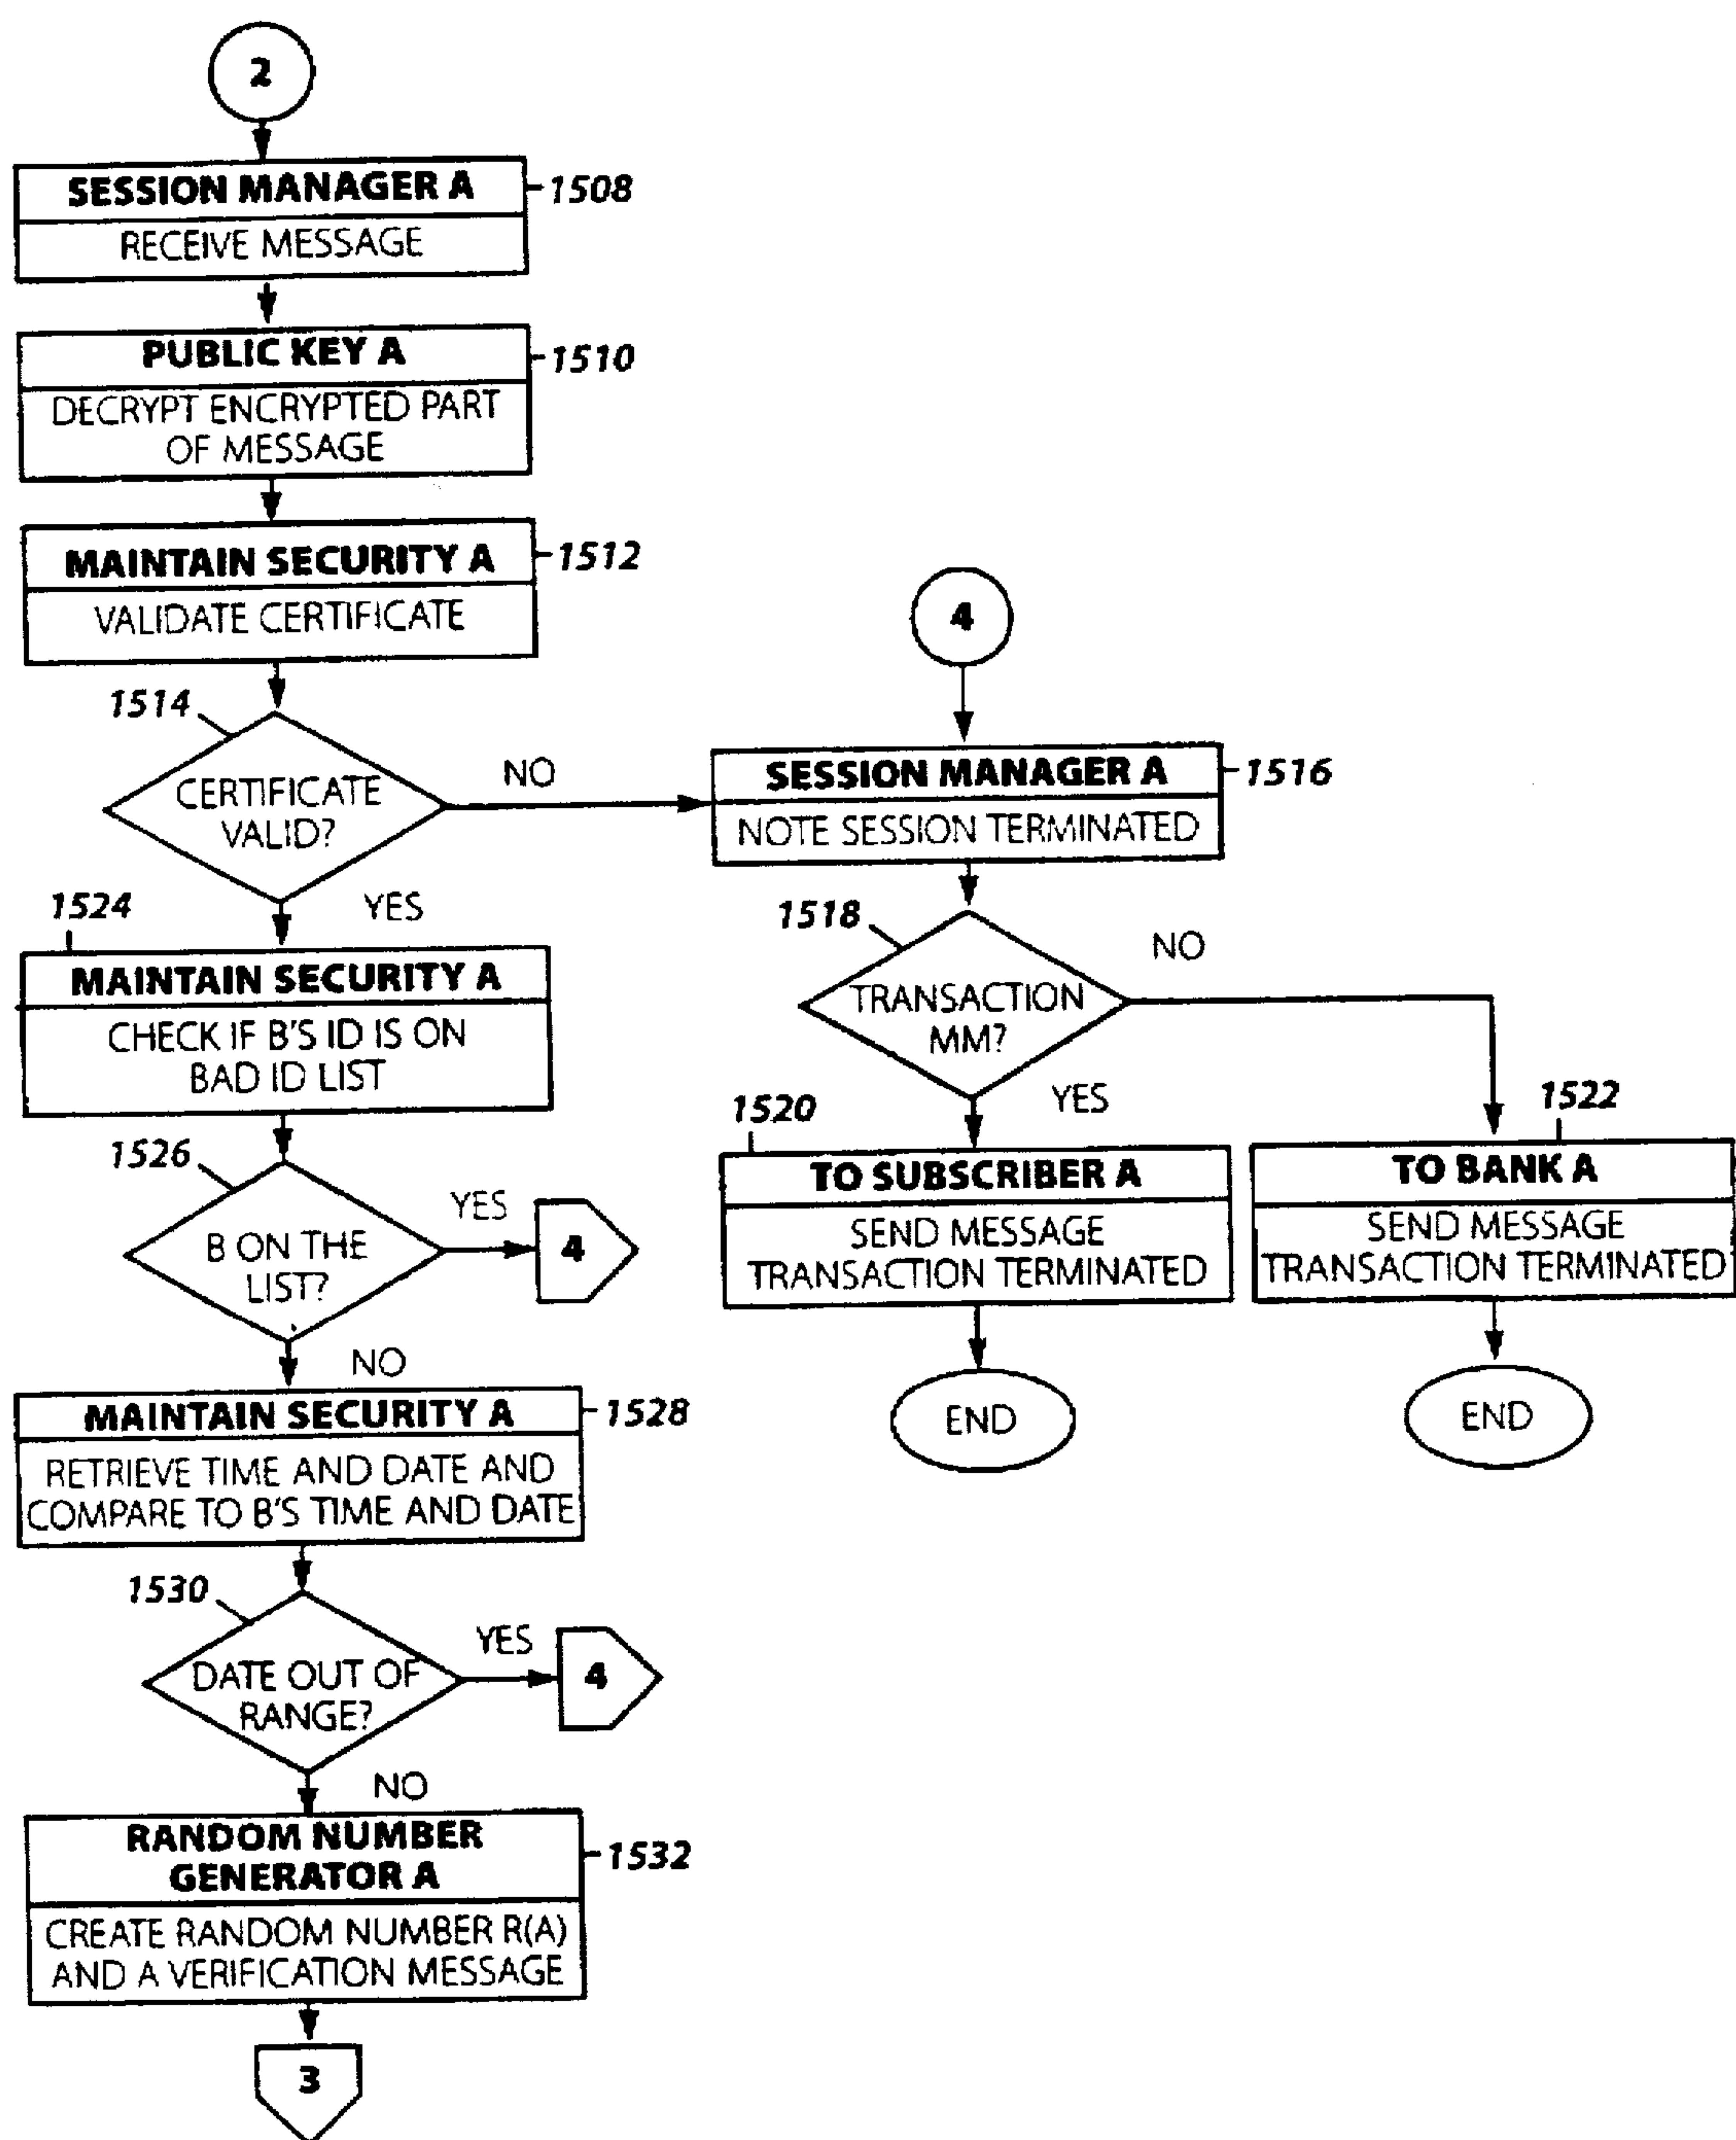 2
SESSION MANAGER A
1508
RECEIVE MESSAGE
PUBLIC KEY A
1510
DECRYPT ENCRYPTED PART
OF MESSAGE
MAINTAIN SECURITY A
1512
VALIDATE CERTIFICATE
1514
CERTIFICATE
VALID?
NO
YES
4
SESSION MANAGER A
1516
NOTE SESSION TERMINATED
1518
TRANSACTION
MM?
NO
YES
1520
TO SUBSCRIBER A
SEND MESSAGE
TRANSACTION TERMINATED
END
1522
TO BANK A
SEND MESSAGE
TRANSACTION TERMINATED
END
1524
MAINTAIN SECURITY A
CHECK IF B'S ID IS ON
BAD ID LIST
1526
B ON THE
LIST?
YES
4
NO
MAINTAIN SECURITY A
1528
RETRIEVE TIME AND DATE AND
COMPARE TO B'S TIME AND DATE
1530
DATE OUT OF
RANGE?
YES
4
NO
RANDOM NUMBER
GENERATOR A
1532
CREATE RANDOM NUMBER R(A)
AND A VERIFICATION MESSAGE
3